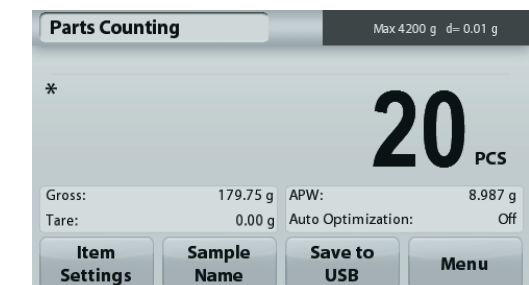 Parts Counting Max 4200 g d= 0.01 g
*
20 PCS
Gross: 179.75 g APW: 8.987 g
Tare: 0.00 g Auto Optimization: Off
Item Settings
Sample Name
Save to USB
Menu